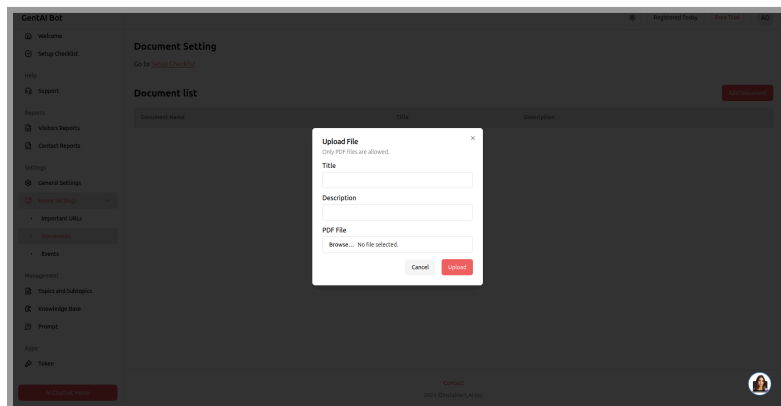 GentAI Bot
Registered Today
Free Trial
AD
Welcome
Setup Checklist
Help
Support
Reports
Visitors Reports
Contact Reports
Settings
General Settings
Important URLs
Documents
Events
Management
Topics and Subtopics
Knowledge Base
Prompt
Apps
Token
Document Setting
Go to Setup Checklist
Document list
Add Document
Document Name
Title
Description
Upload File
Only PDF files are allowed.
Title
Description
PDF File
Browse... No file selected.
Cancel
Upload
Contact